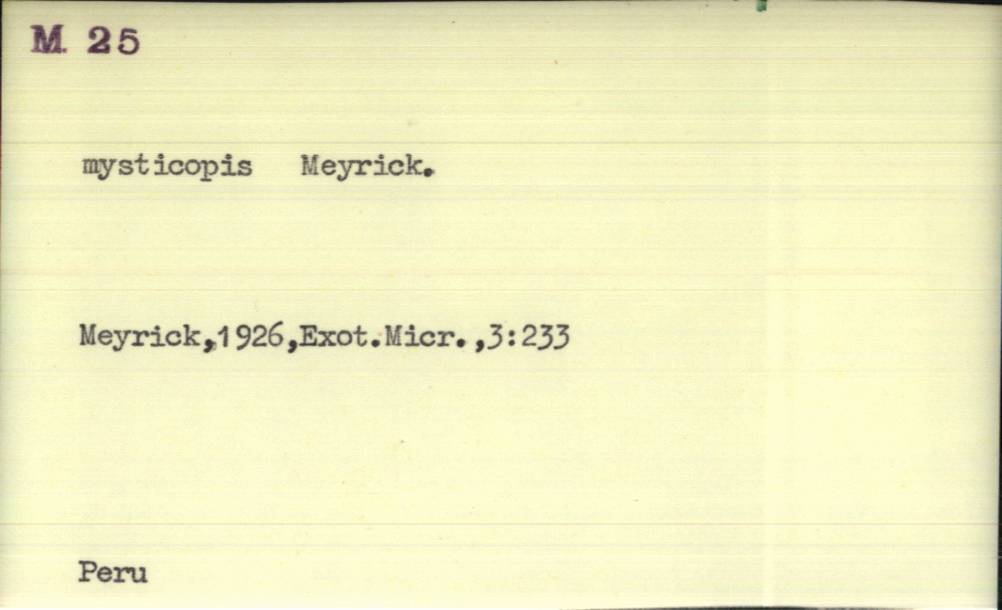 M. 25
mysticopis Meyrick.
Meyrick,1926,Exot.Micr.,3:233
Peru